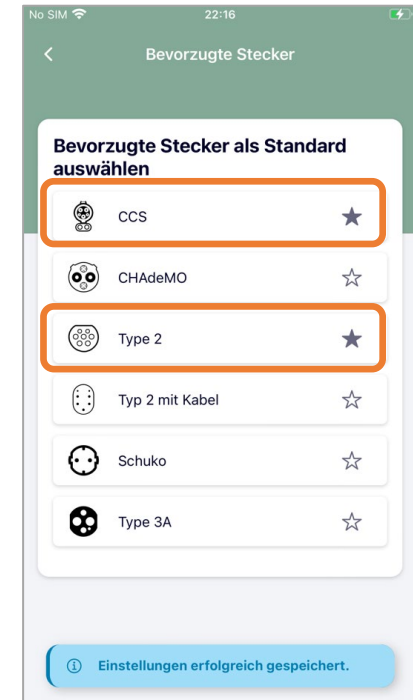 No SIM 22:16
Bevorzugte Stecker
Bevorzugte Stecker als Standard
auswählen
CCS
CHAdeMO
Type 2
Typ 2 mit Kabel
Schuko
Type 3A
Einstellungen erfolgreich gespeichert.